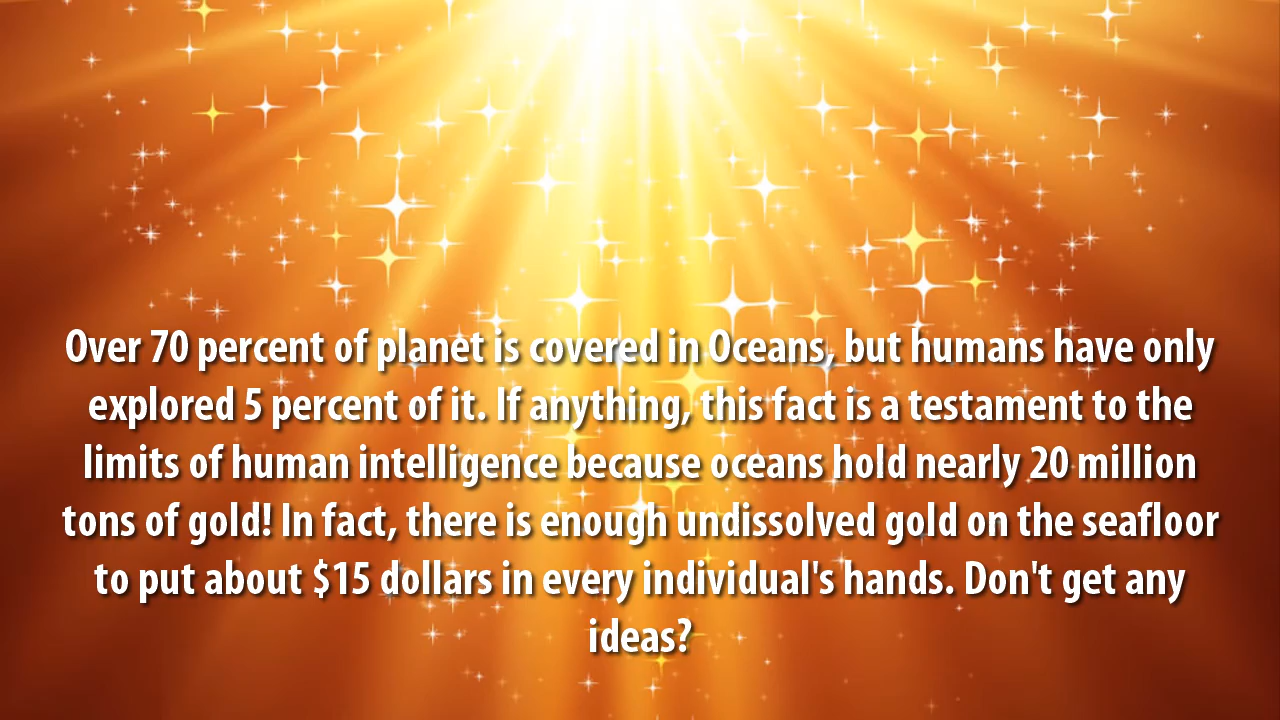 Over 70 percent of planet is covered in Oceans, but humans have only
explored 5 percent of it. If anything, this fact is a testament to the
limits of human intelligence because oceans hold nearly 20 million
tons of gold! In fact, there is enough undissolved gold on the seafloor
to put about $15 dollars in every individual's hands. Don't get any
ideas?